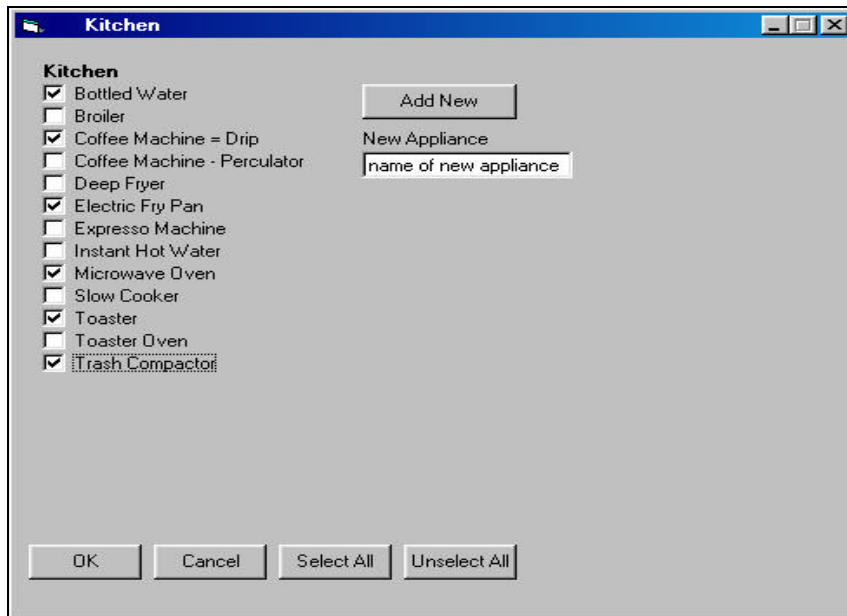 Kitchen
Kitchen
Bottled Water
Broiler
Coffee Machine = Drip
Coffee Machine - Perculator
Deep Fryer
Electric Fry Pan
Expresso Machine
Instant Hot Water
Microwave Oven
Slow Cooker
Toaster
Toaster Oven
Trash Compactor
Add New
New Appliance
name of new appliance
OK Cancel Select All Unselect All